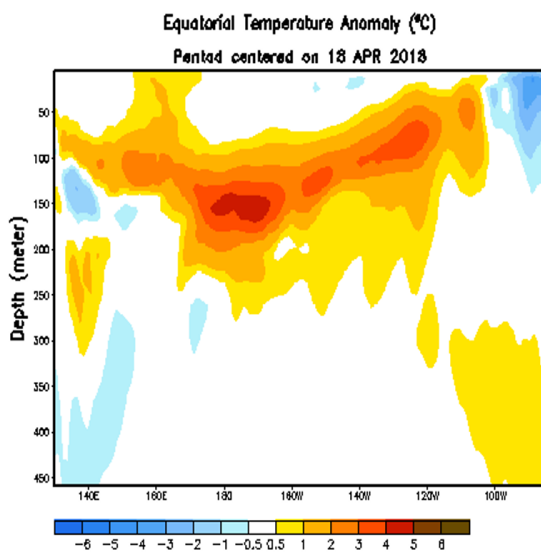 Equatorial Temperature Anomaly (°C)
Pentad centered on 18 APR 2018
Depth (meter)
50
100
150
200
250
300
350
400
450
140E 160E 180 160W 140W 120W 100W
-6 -5 -4 -3 -2 -1 -0.5 0.5 1 2 3 4 5 6